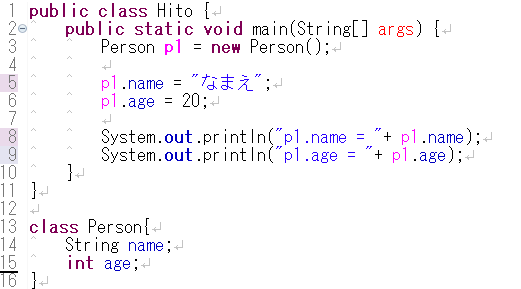 1 public class Hito {
2 public static void main(String[] args) {
3 Person p1 = new Person();
4
5 p1.name = "なまえ";
6 p1.age = 20;
7
8 System.out.println("p1.name = "+ p1.name);
9 System.out.println("p1.age = "+ p1.age);
10 }
11 }
12
13 class Person{
14 String name;
15 int age;
16 }